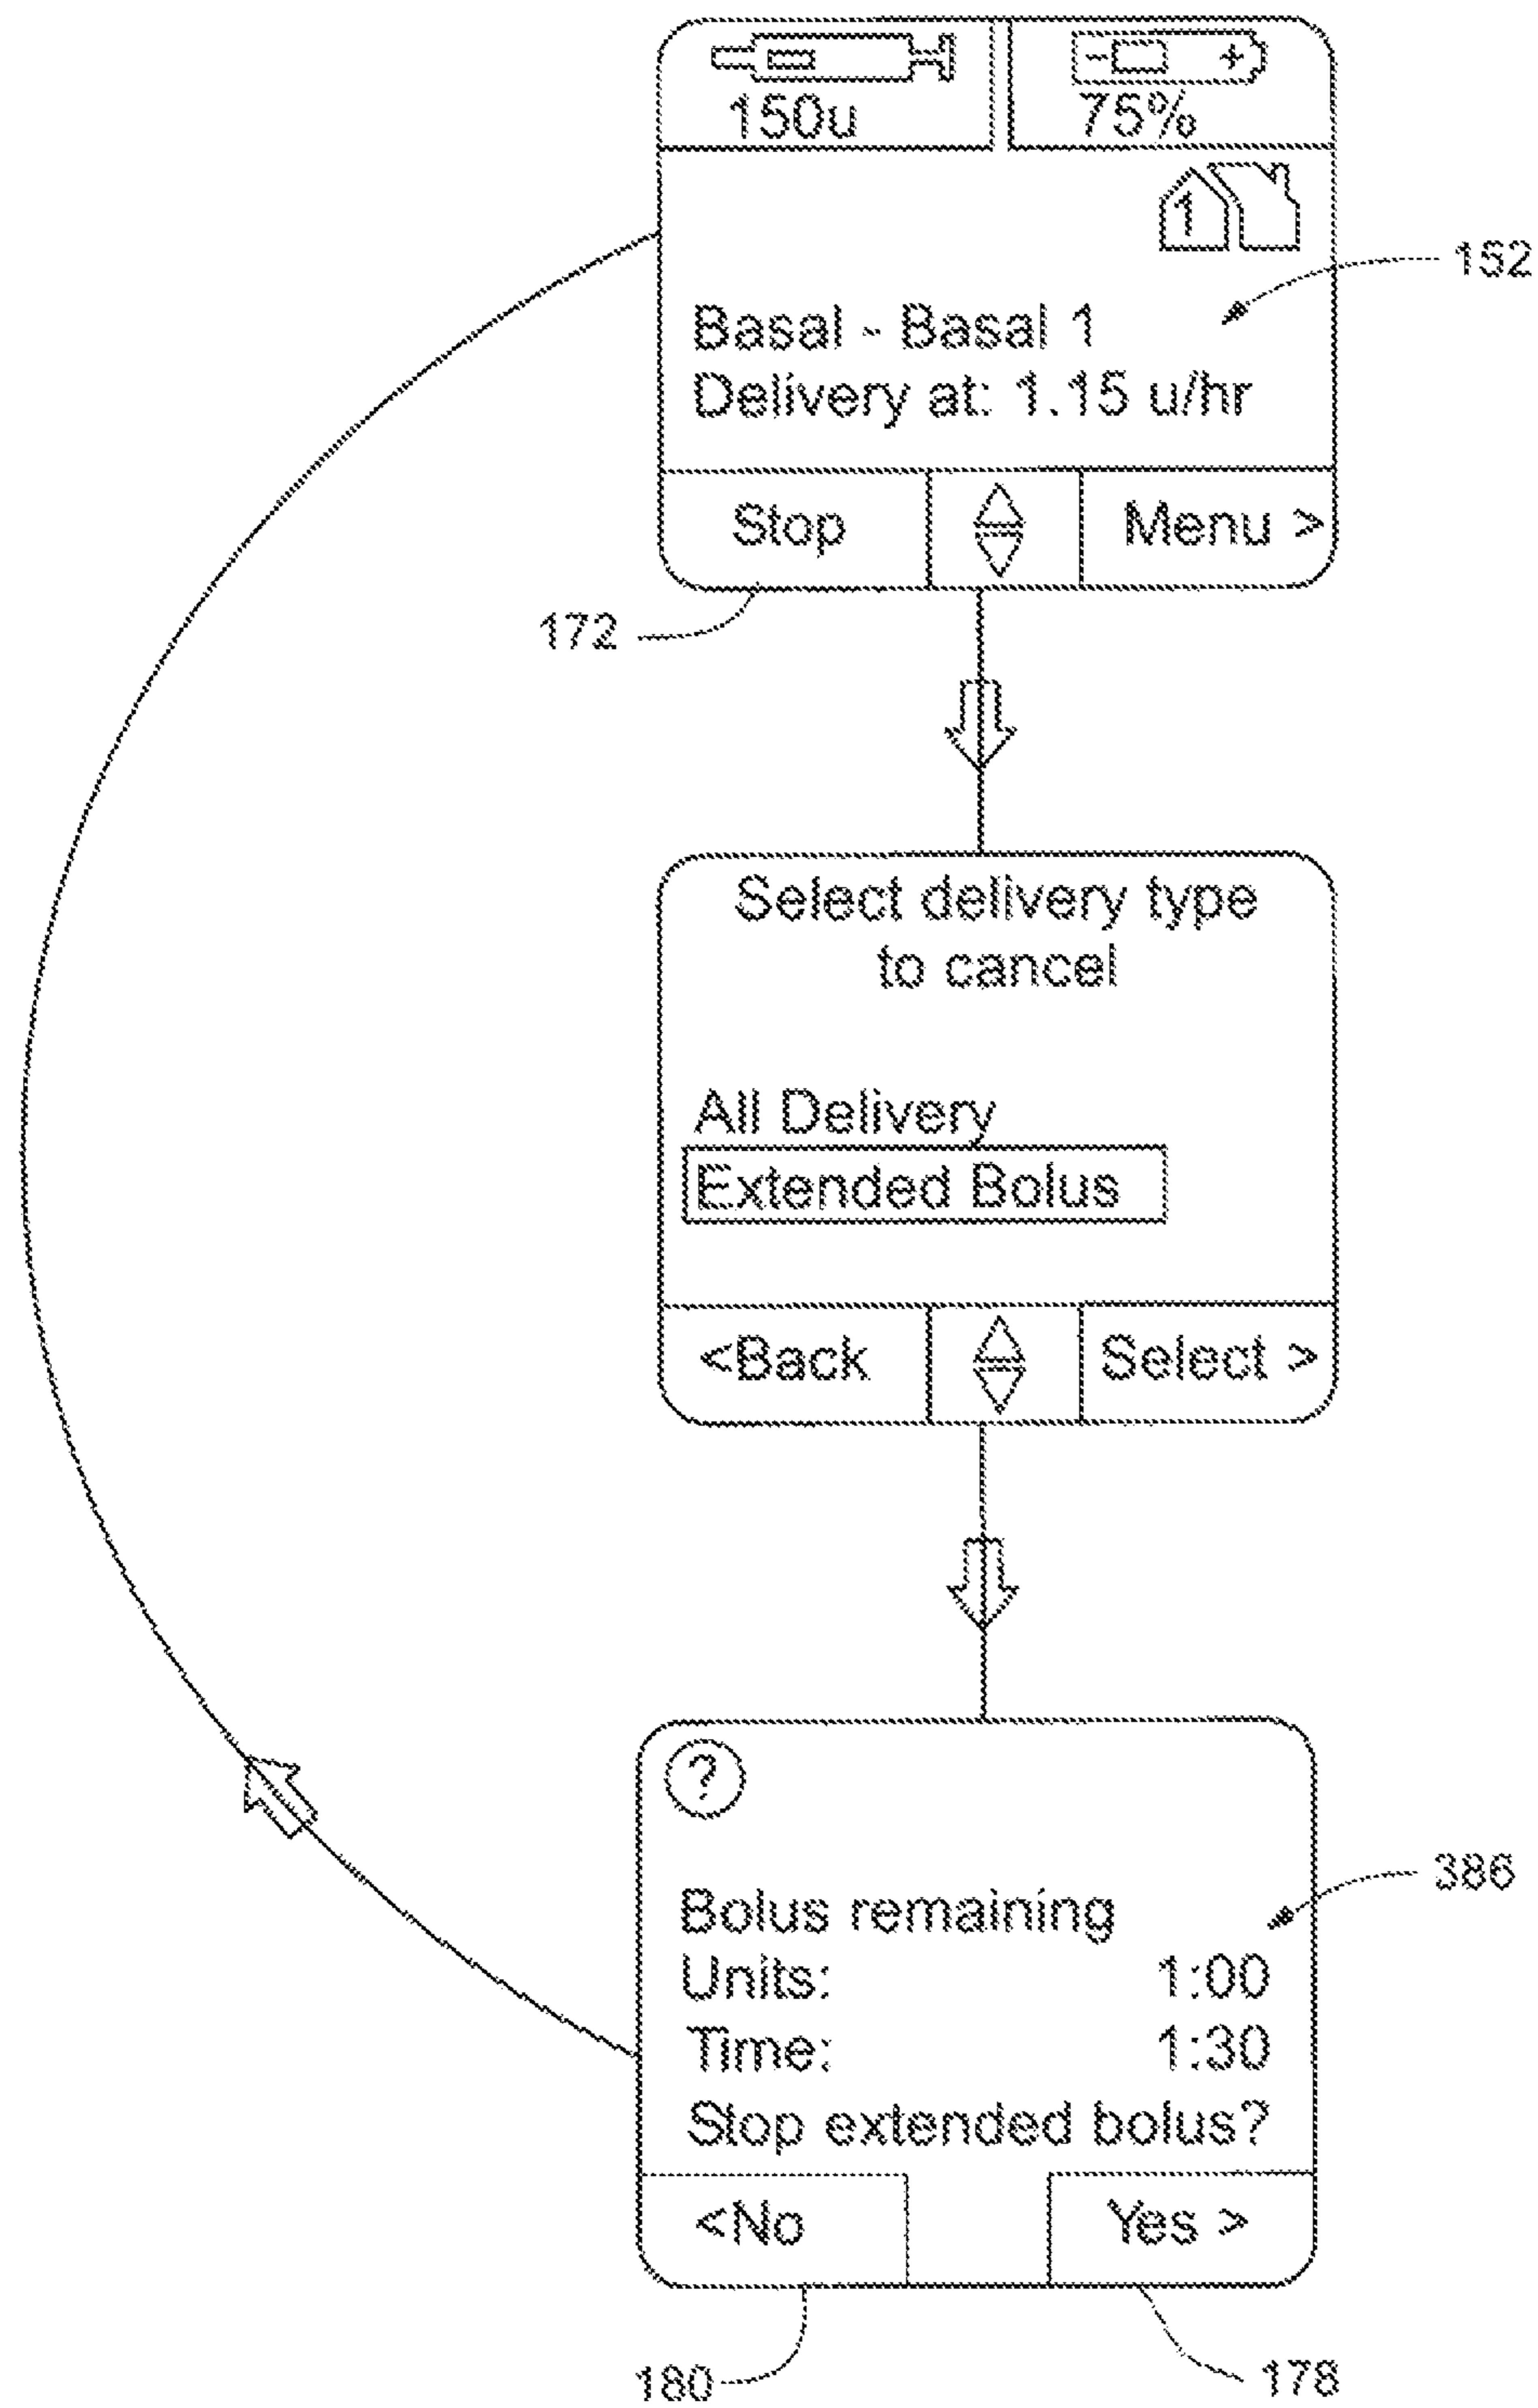 150u
75%
1
152
Basal - Basal 1
Delivery at: 1.15 u/hr
Stop
Menu >
172
Select delivery type
to cancel
All Delivery
Extended Bolus
<Back
Select >
?
386
Bolus remaining
Units: 1:00
Time: 1:30
Stop extended bolus?
<No
Yes >
180
178